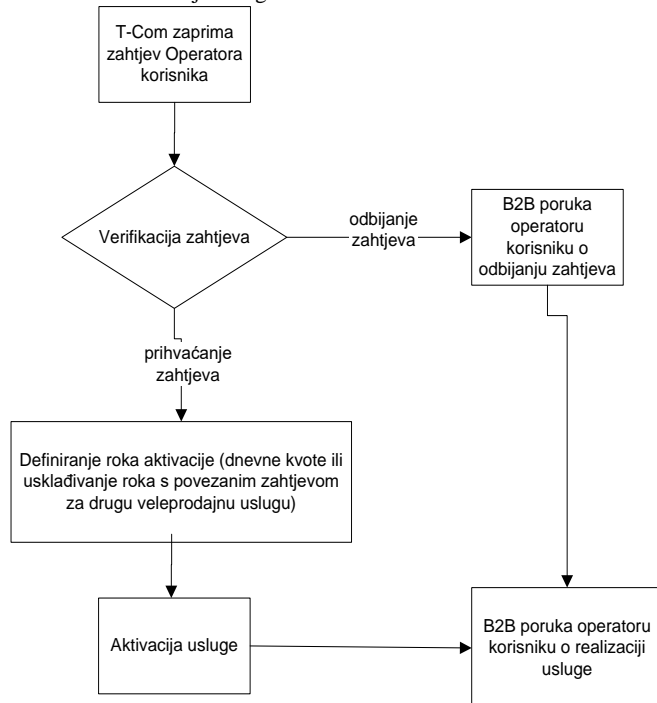 T-Com zaprima
zahtjev Operatora
korisnika
Verifikacija zahtjeva
odbijanje
zahtjeva
B2B poruka
operatoru
korisniku o
odbijanju zahtjeva
prihvaćanje
zahtjeva
Definiranje roka aktivacije (dnevne kvote ili
usklađivanje roka s povezanim zahtjevom
za drugu veleprodajnu uslugu)
Aktivacija usluge
B2B poruka operatoru
korisniku o realizaciji
usluge